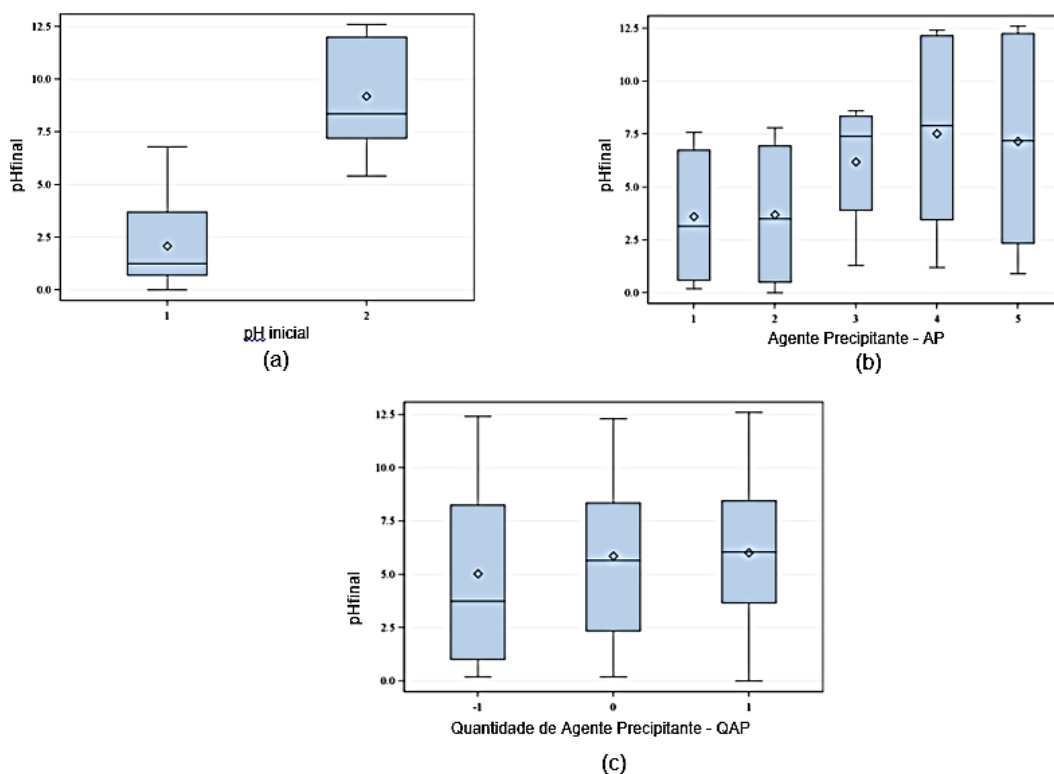 12.5
10.0
7.5
5.0
2.5
0.0
pHfinal
1 2
pH inicial
(a)
12.5
10.0
7.5
5.0
2.5
0.0
pHfinal
1 2 3 4 5
Agente Precipitante - AP
(b)
12.5
10.0
7.5
5.0
2.5
0.0
pHfinal
-1 0 1
Quantidade de Agente Precipitante - QAP
(c)